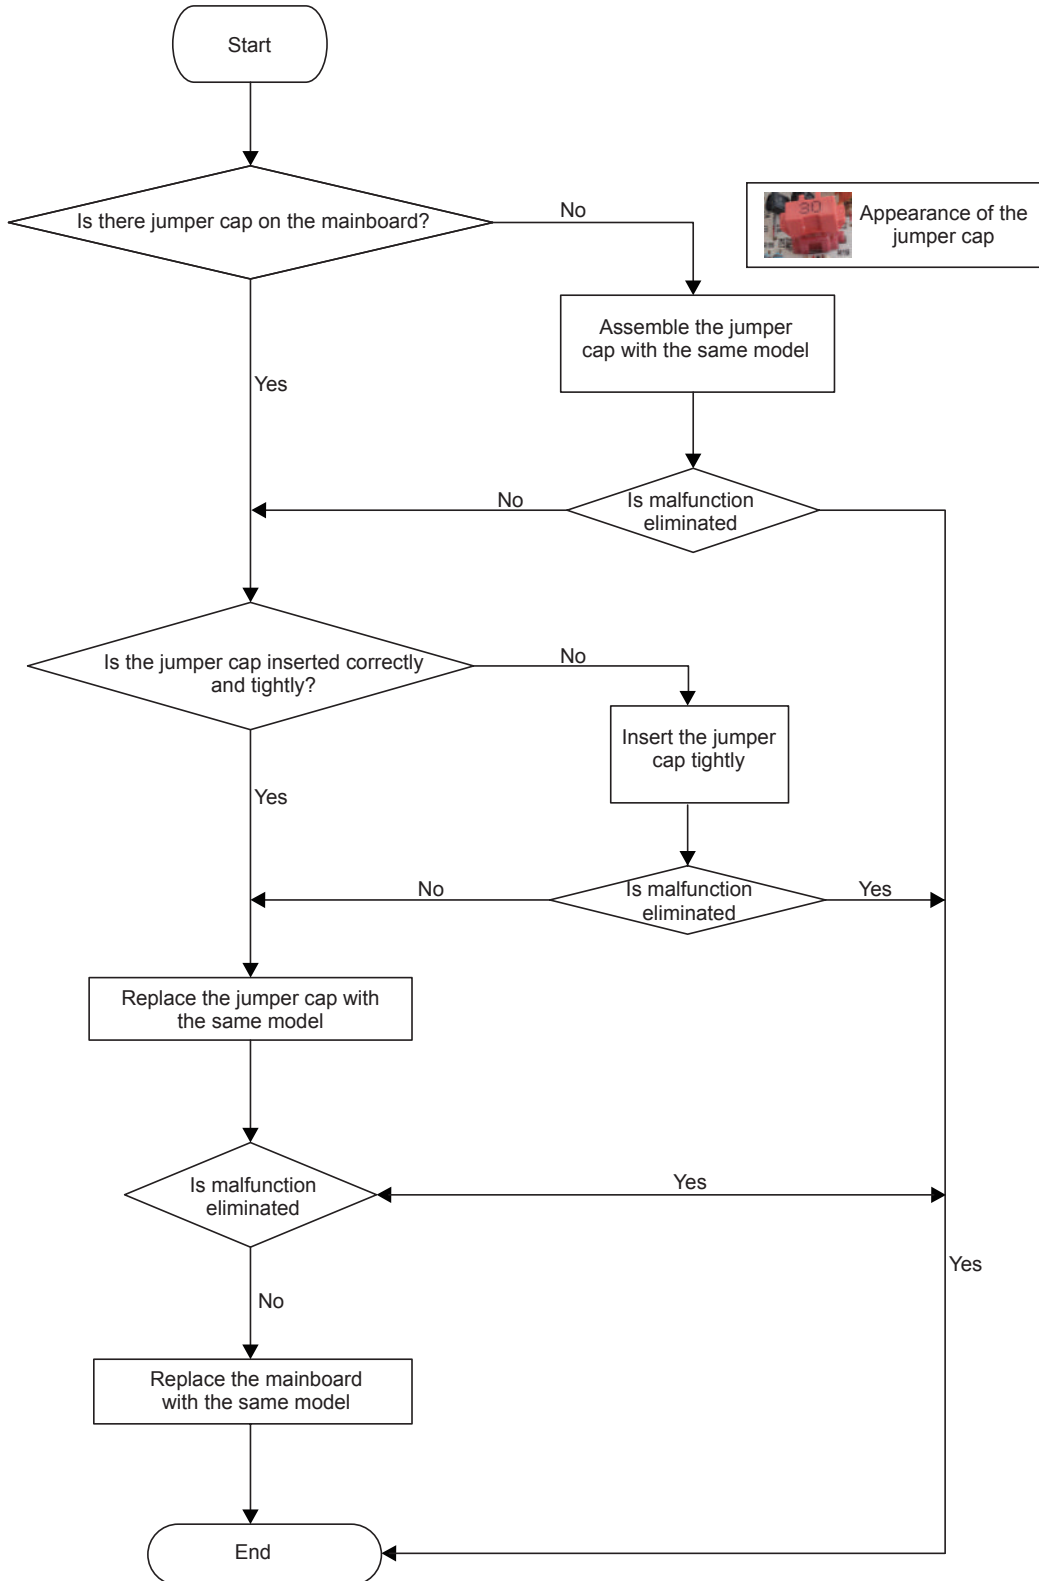 Start
Is there jumper cap on the mainboard?
No
30
Appearance of the
jumper cap
Assemble the jumper
cap with the same model
Yes
No
Is malfunction
eliminated
Is the jumper cap inserted correctly
and tightly?
No
Insert the jumper
cap tightly
Yes
No
Is malfunction
eliminated
Yes
Replace the jumper cap with
the same model
Is malfunction
eliminated
Yes
Yes
No
Replace the mainboard
with the same model
End